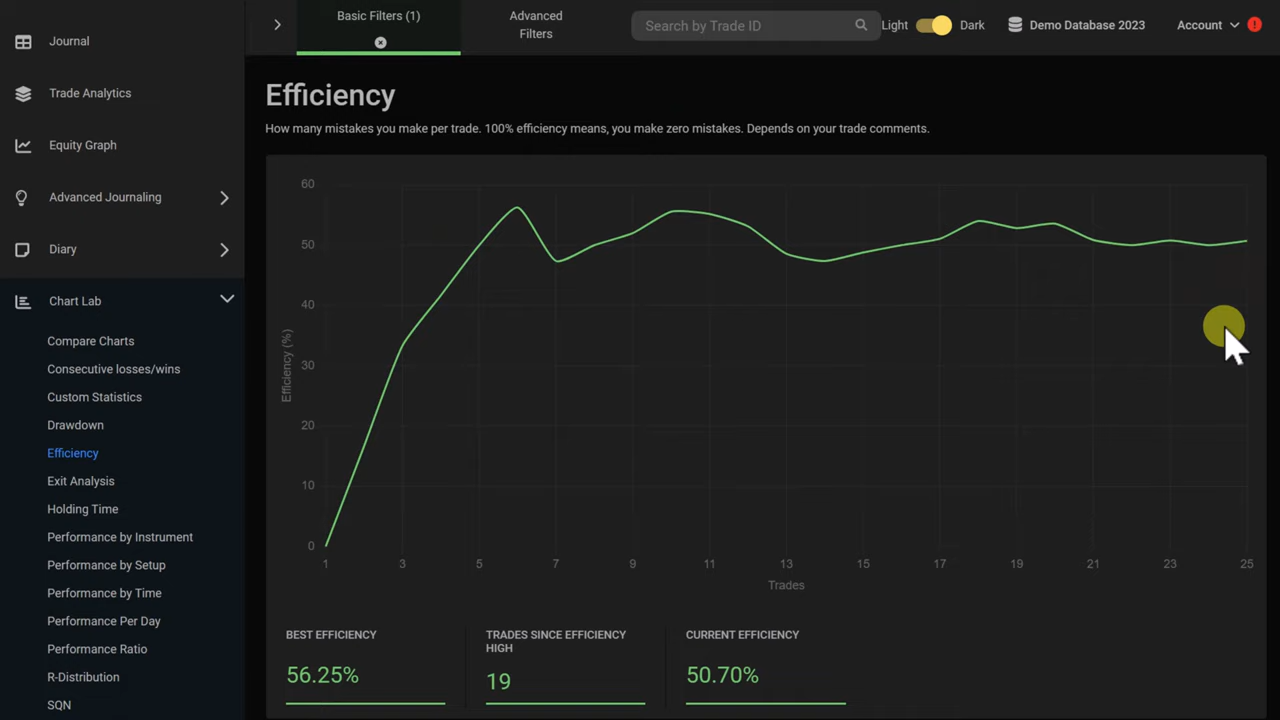 Journal
Trade Analytics
Equity Graph
Advanced Journaling
Diary
Chart Lab
Compare Charts
Consecutive losses/wins
Custom Statistics
Drawdown
Efficiency
Exit Analysis
Holding Time
Performance by Instrument
Performance by Setup
Performance by Time
Performance Per Day
Performance Ratio
R-Distribution
SQN
Basic Filters (1)
Advanced
Filters
Search by Trade ID
Light
Dark
Demo Database 2023
Account
Efficiency
How many mistakes you make per trade. 100% efficiency means, you make zero mistakes. Depends on your trade comments.
Efficiency (%)
60
50
40
30
20
10
0
1 3 5 7 9 11 13 15 17 19 21 23 25
Trades
BEST EFFICIENCY
56.25%
TRADES SINCE EFFICIENCY
HIGH
19
CURRENT EFFICIENCY
50.70%